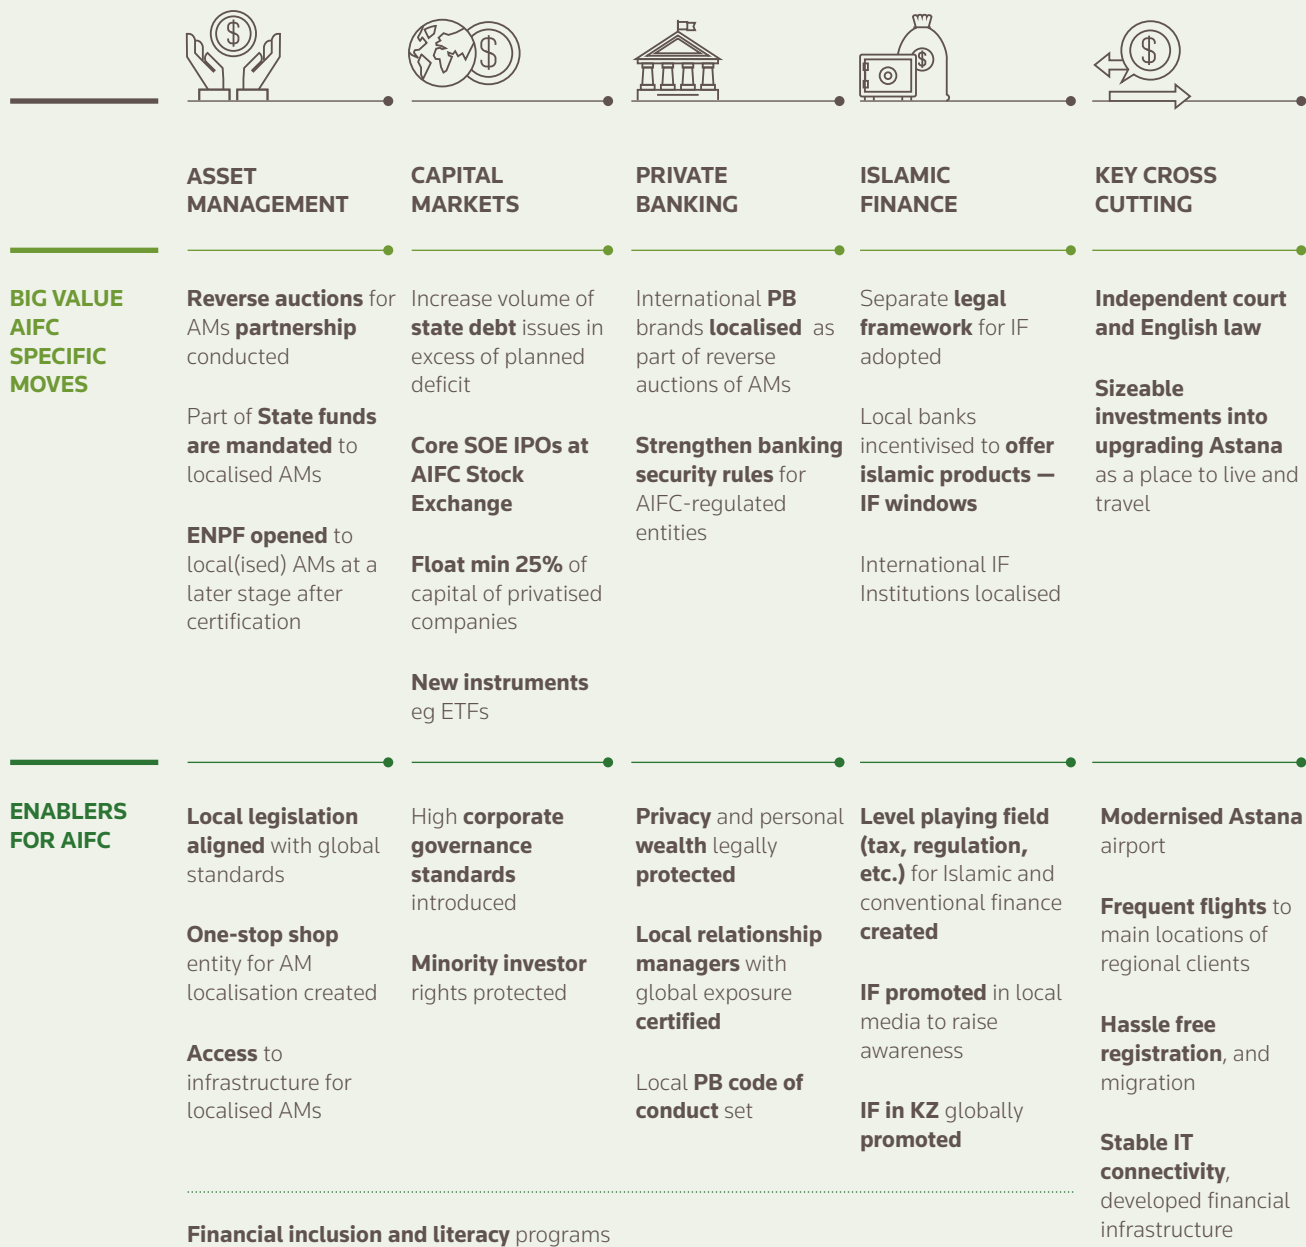 $
$
$
$
ASSET
MANAGEMENT
CAPITAL
MARKETS
PRIVATE
BANKING
ISLAMIC
FINANCE
KEY CROSS
CUTTING
BIG VALUE
AIFC
SPECIFIC
MOVES
Reverse auctions for
AMs partnership
conducted
Part of State funds
are mandated to
localised AMs
ENPF opened to
local(ised) AMs at a
later stage after
certification
Increase volume of
state debt issues in
excess of planned
deficit
Core SOE IPOs at
AIFC Stock
Exchange
Float min 25% of
capital of privatised
companies
New instruments
eg ETFs
International PB
brands localised as
part of reverse
auctions of AMs
Strengthen banking
security rules for
AIFC-regulated
entities
Separate legal
framework for IF
adopted
Local banks
incentivised to offer
islamic products —
IF windows
International IF
Institutions localised
Independent court
and English law
Sizeable
investments into
upgrading Astana
as a place to live and
travel
ENABLERS
FOR AIFC
Local legislation
aligned with global
standards
One-stop shop
entity for AM
localisation created
Access to
infrastructure for
localised AMs
High corporate
governance
standards
introduced
Minority investor
rights protected
Privacy and personal
wealth legally
protected
Local relationship
managers with
global exposure
certified
Local PB code of
conduct set
Level playing field
(tax, regulation,
etc.) for Islamic and
conventional finance
created
IF promoted in local
media to raise
awareness
IF in KZ globally
promoted
Modernised Astana
airport
Frequent flights to
main locations of
regional clients
Hassle free
registration, and
migration
Stable IT
connectivity,
developed financial
infrastructure
Financial inclusion and literacy programs